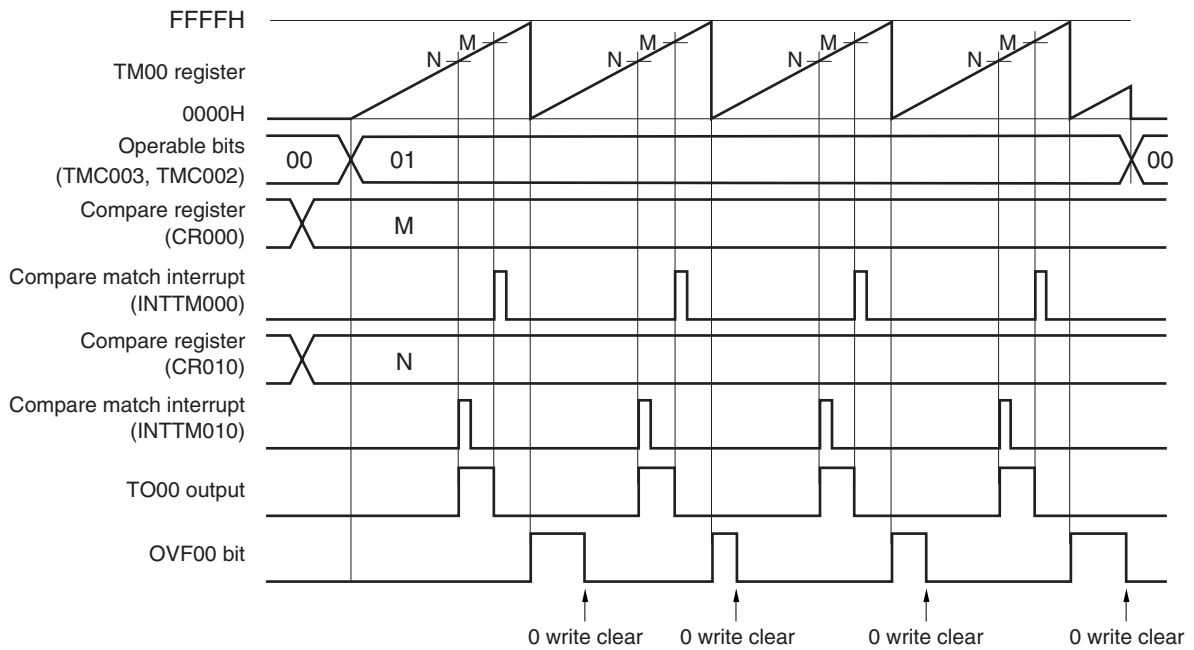 FFFFH
M M M M
N N N N
TM00 register
0000H
Operable bits
(TMC003, TMC002)
00 01 00
Compare register
(CR000)
M
Compare match interrupt
(INTTM000)
Compare register
(CR010)
N
Compare match interrupt
(INTTM010)
TO00 output
OVF00 bit
0 write clear 0 write clear 0 write clear 0 write clear